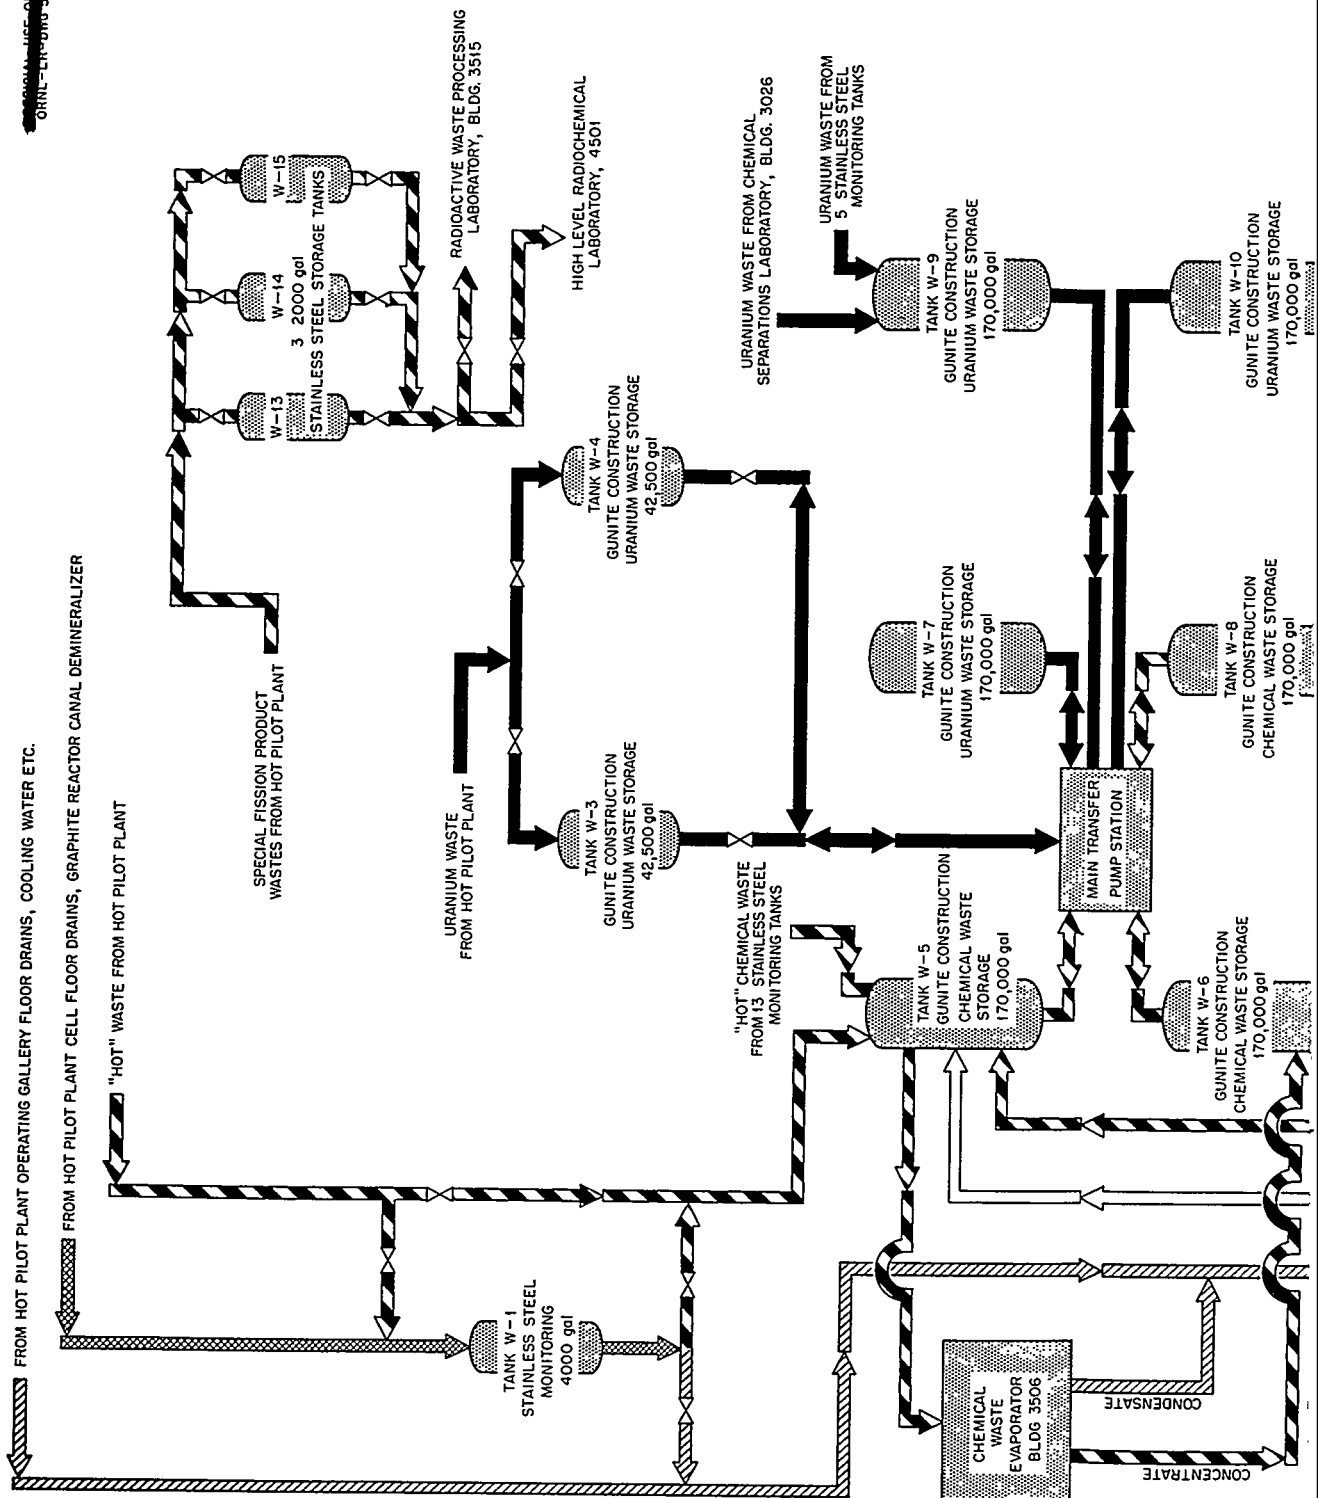 ORNL-LR-DWG
FROM HOT PILOT PLANT OPERATING GALLERY FLOOR DRAINS, COOLING WATER ETC.
FROM HOT PILOT PLANT CELL FLOOR DRAINS, GRAPHITE REACTOR CANAL DEMINERALIZER
"HOT" WASTE FROM HOT PILOT PLANT
SPECIAL FISSION PRODUCT
WASTES FROM HOT PILOT PLANT
W-13
W-14
W-15
3 2000 gal
STAINLESS STEEL STORAGE TANKS
RADIOACTIVE WASTE PROCESSING
LABORATORY, BLDG. 3515
HIGH LEVEL RADIOCHEMICAL
LABORATORY, 4501
URANIUM WASTE
FROM HOT PILOT PLANT
TANK W-3
GUNITE CONSTRUCTION
URANIUM WASTE STORAGE
42,500 gal
TANK W-4
GUNITE CONSTRUCTION
URANIUM WASTE STORAGE
42,500 gal
URANIUM WASTE FROM CHEMICAL
SEPARATIONS LABORATORY, BLDG. 3026
URANIUM WASTE FROM
5 STAINLESS STEEL
MONITORING TANKS
TANK W-1
STAINLESS STEEL
MONITORING
4000 gal
"HOT" CHEMICAL WASTE
FROM 13 STAINLESS STEEL
MONITORING TANKS
TANK W-5
GUNITE CONSTRUCTION
CHEMICAL WASTE
STORAGE
170,000 gal
TANK W-7
GUNITE CONSTRUCTION
URANIUM WASTE STORAGE
170,000 gal
TANK W-9
GUNITE CONSTRUCTION
URANIUM WASTE STORAGE
170,000 gal
MAIN TRANSFER
PUMP STATION
CHEMICAL
WASTE
EVAPORATOR
BLDG 3506
CONDENSATE
CONCENTRATE
TANK W-6
GUNITE CONSTRUCTION
CHEMICAL WASTE STORAGE
170,000 gal
TANK W-8
GUNITE CONSTRUCTION
CHEMICAL WASTE STORAGE
170,000 gal
TANK W-10
GUNITE CONSTRUCTION
URANIUM WASTE STORAGE
170,000 gal